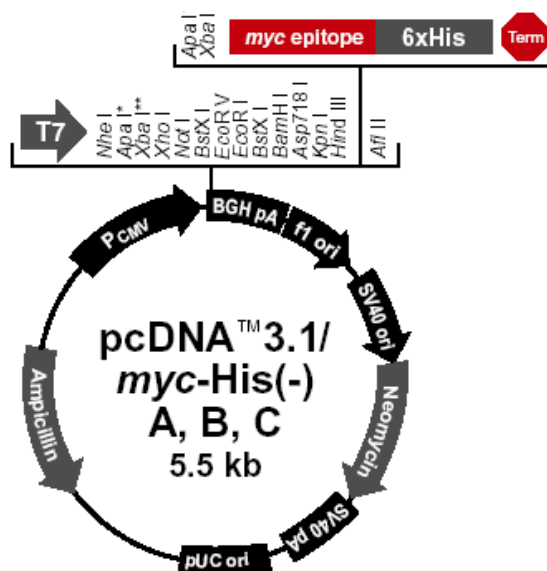 Apa I
Xba I
myc epitope
6xHis
Term
T7
Nhe I
Apa I*
Xba I**
Xho I
Not I
BstX I
EcoR V
EcoR I
BstX I
BamH I
Asp718 I
Kpn I
Hind III
Afl II
PCMV
BGH pA
f1 ori
SV40 ori
Neomycin
SV40 pA
pUC ori
Ampicillin
pcDNA™3.1/
myc-His(-)
A, B, C
5.5 kb